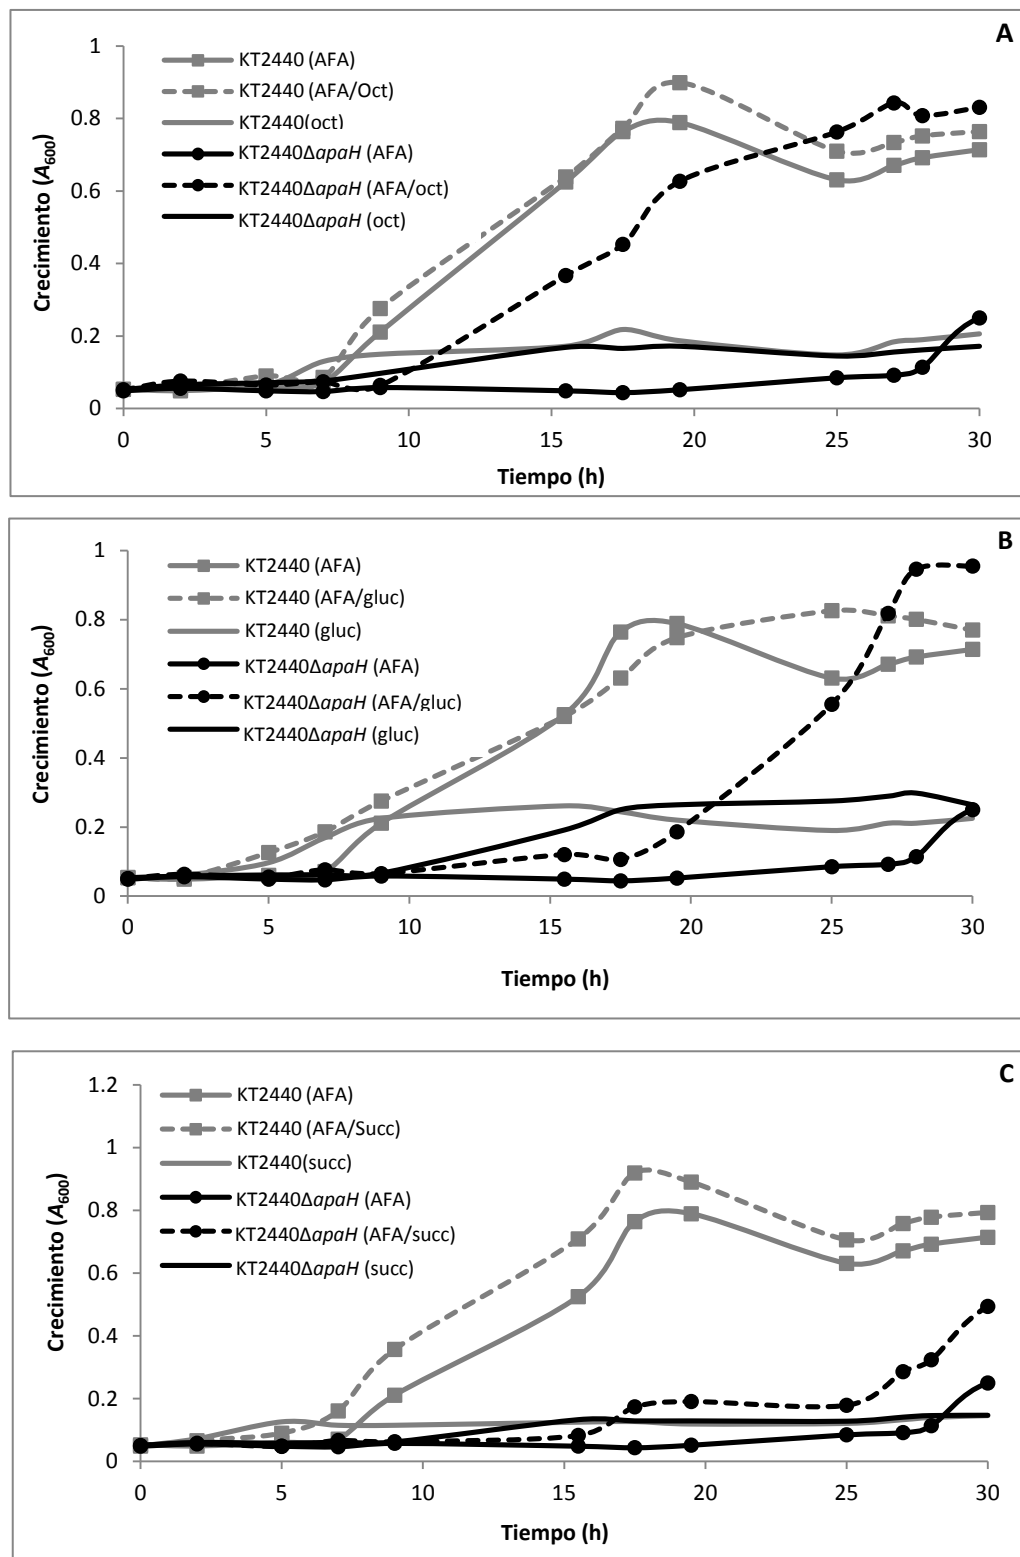 A
KT2440 (AFA)
KT2440 (AFA/Oct)
KT2440(oct)
KT2440ΔapaH (AFA)
KT2440ΔapaH (AFA/oct)
KT2440ΔapaH (oct)
Crecimiento (A600)
1
0.8
0.6
0.4
0.2
0
0 5 10 15 20 25 30
Tiempo (h)
B
KT2440 (AFA)
KT2440 (AFA/gluc)
KT2440 (gluc)
KT2440ΔapaH (AFA)
KT2440ΔapaH (AFA/gluc)
KT2440ΔapaH (gluc)
Crecimiento (A600)
1
0.8
0.6
0.4
0.2
0
0 5 10 15 20 25 30
Tiempo (h)
C
KT2440 (AFA)
KT2440 (AFA/Succ)
KT2440(succ)
KT2440ΔapaH (AFA)
KT2440ΔapaH (AFA/succ)
KT2440ΔapaH (succ)
Crecimiento (A600)
1.2
1
0.8
0.6
0.4
0.2
0
0 5 10 15 20 25 30
Tiempo (h)